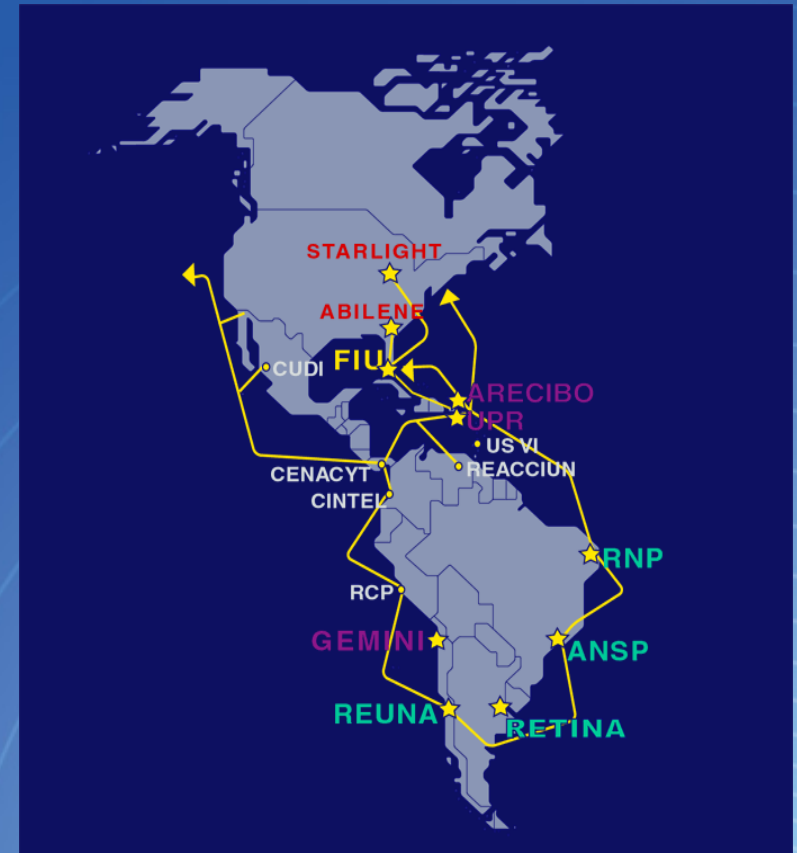 STARLIGHT
ABILENE
FIU
CUDI
ARECIBO
UPR
US VI
CENACYT
REACCIUN
CINTEL
RNP
RCP
GEMINI
ANSP
REUNA
RETINA